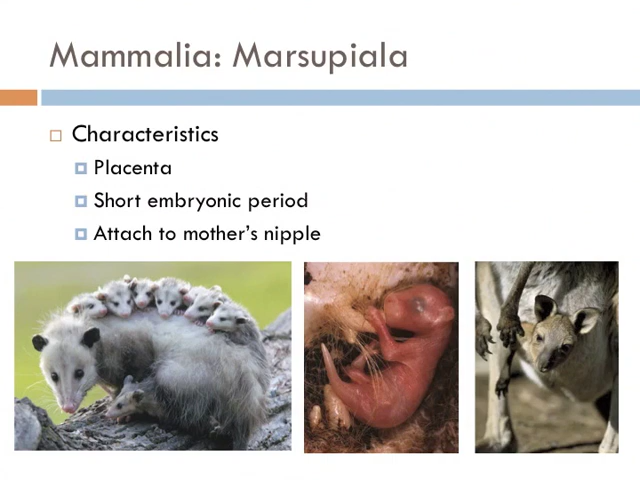 Mammalia: Marsupiala
Characteristics
Placenta
Short embryonic period
Attach to mother’s nipple